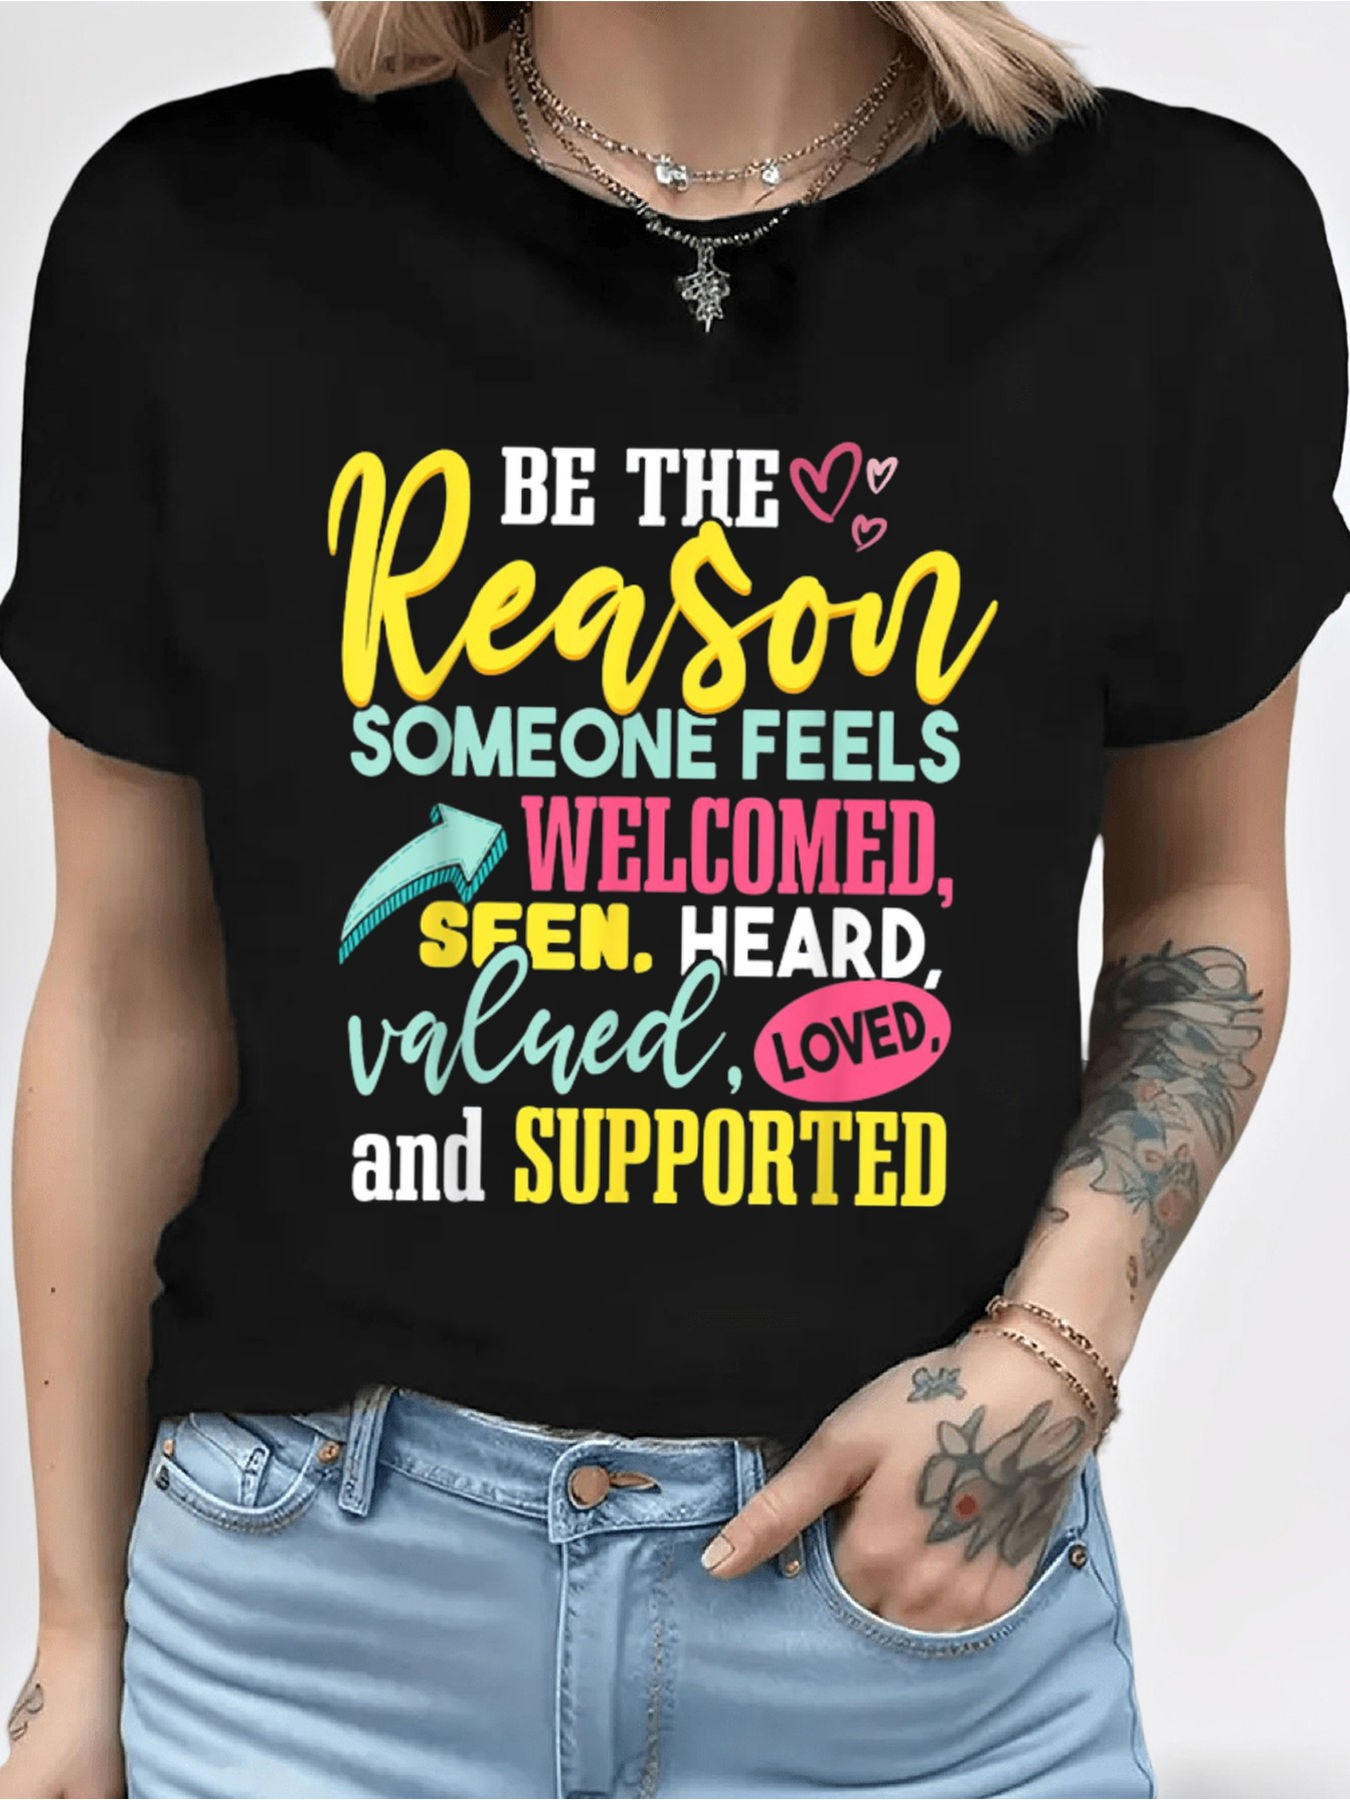 BE THE
Reason
SOMEONE FEELS
WELCOMED,
SEEN. HEARD,
valued, LOVED,
and SUPPORTED